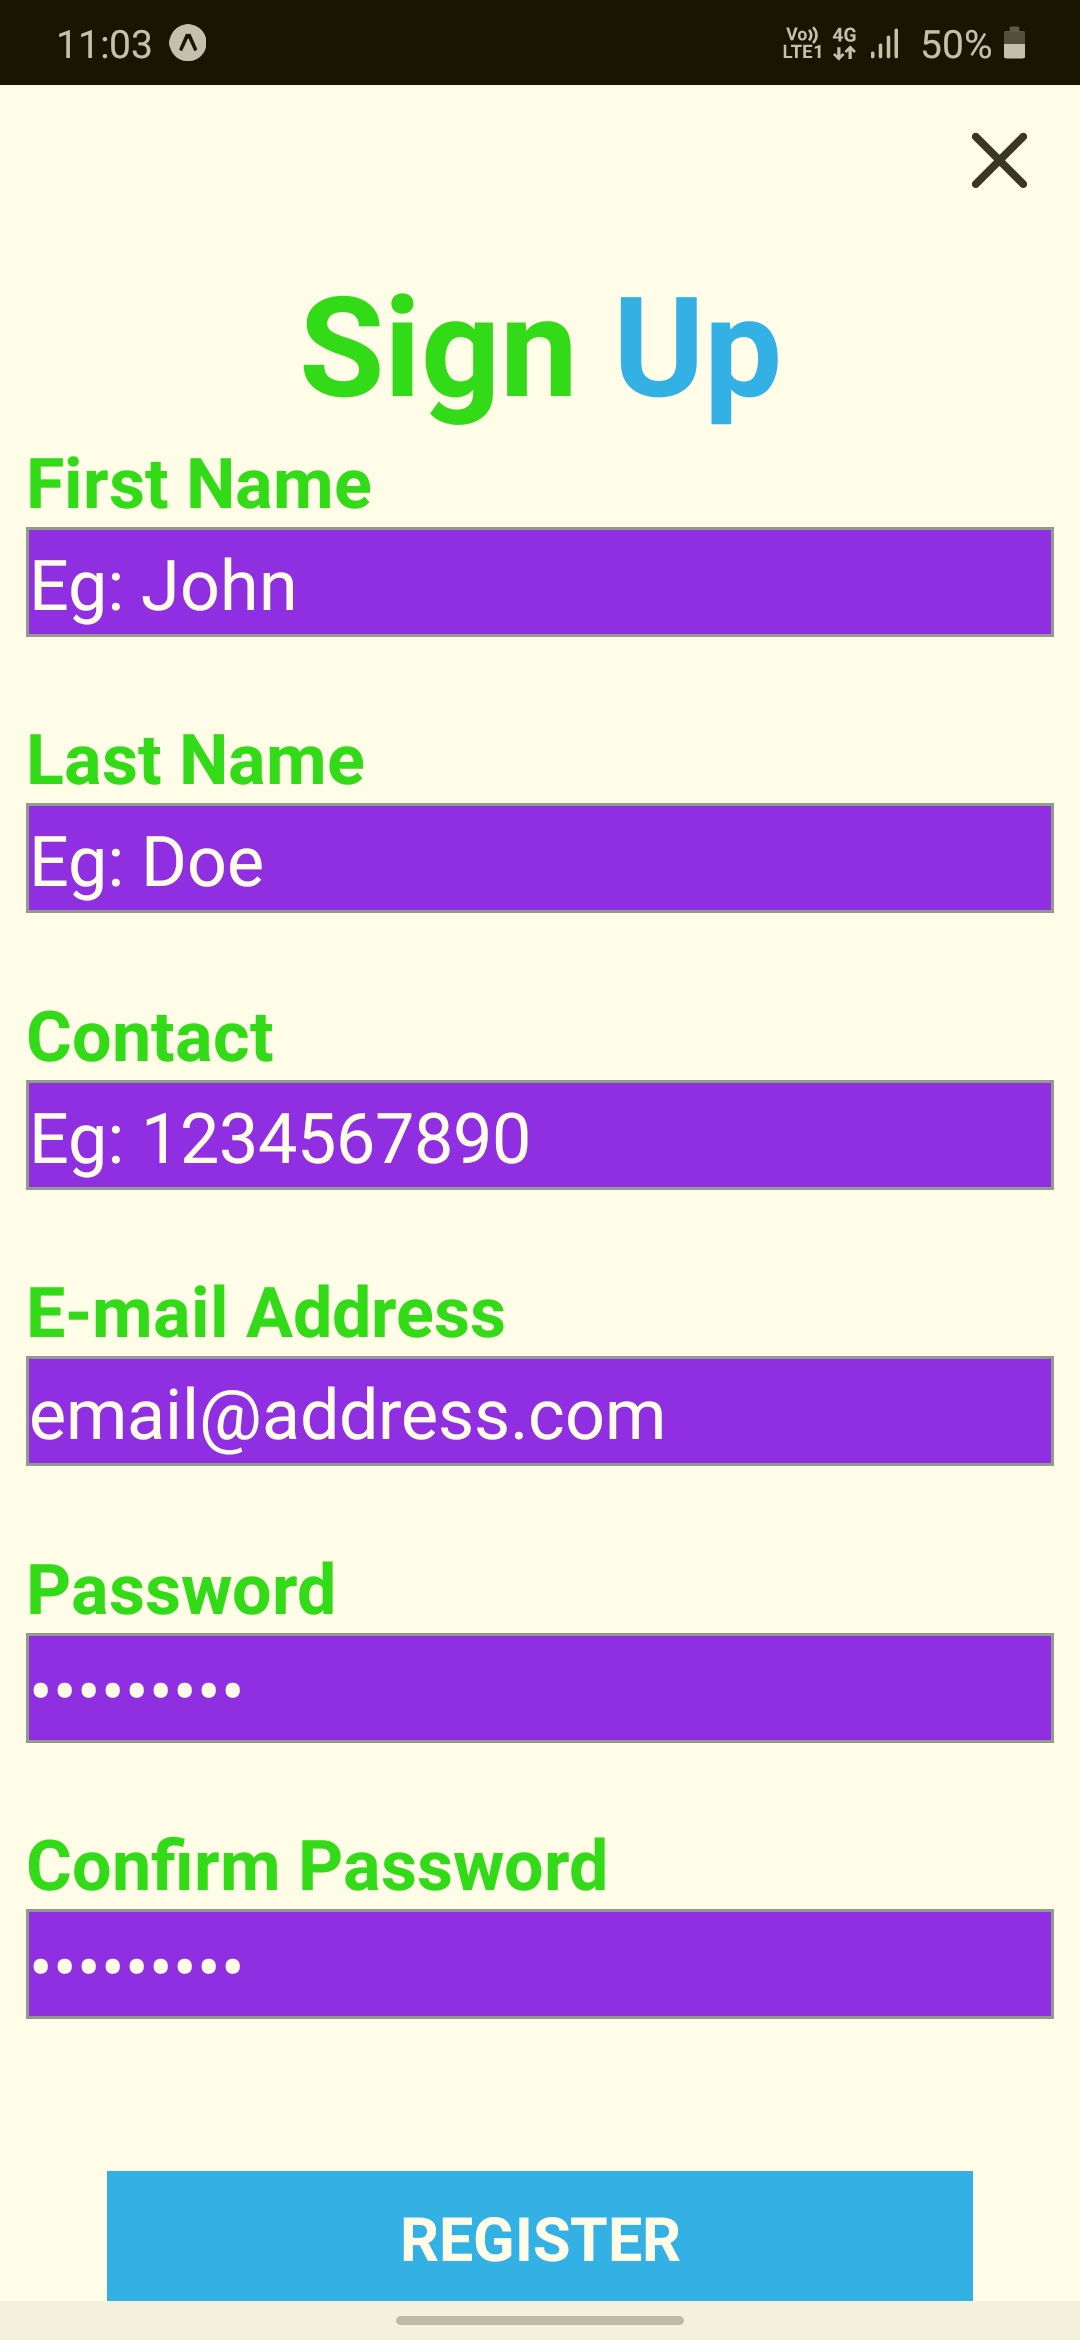 11:03 Vo)) LTE1 4G 50%
Sign Up
First Name
Eg: John
Last Name
Eg: Doe
Contact
Eg: 1234567890
E-mail Address
email@address.com
Password
•••••••••
Confirm Password
•••••••••
REGISTER